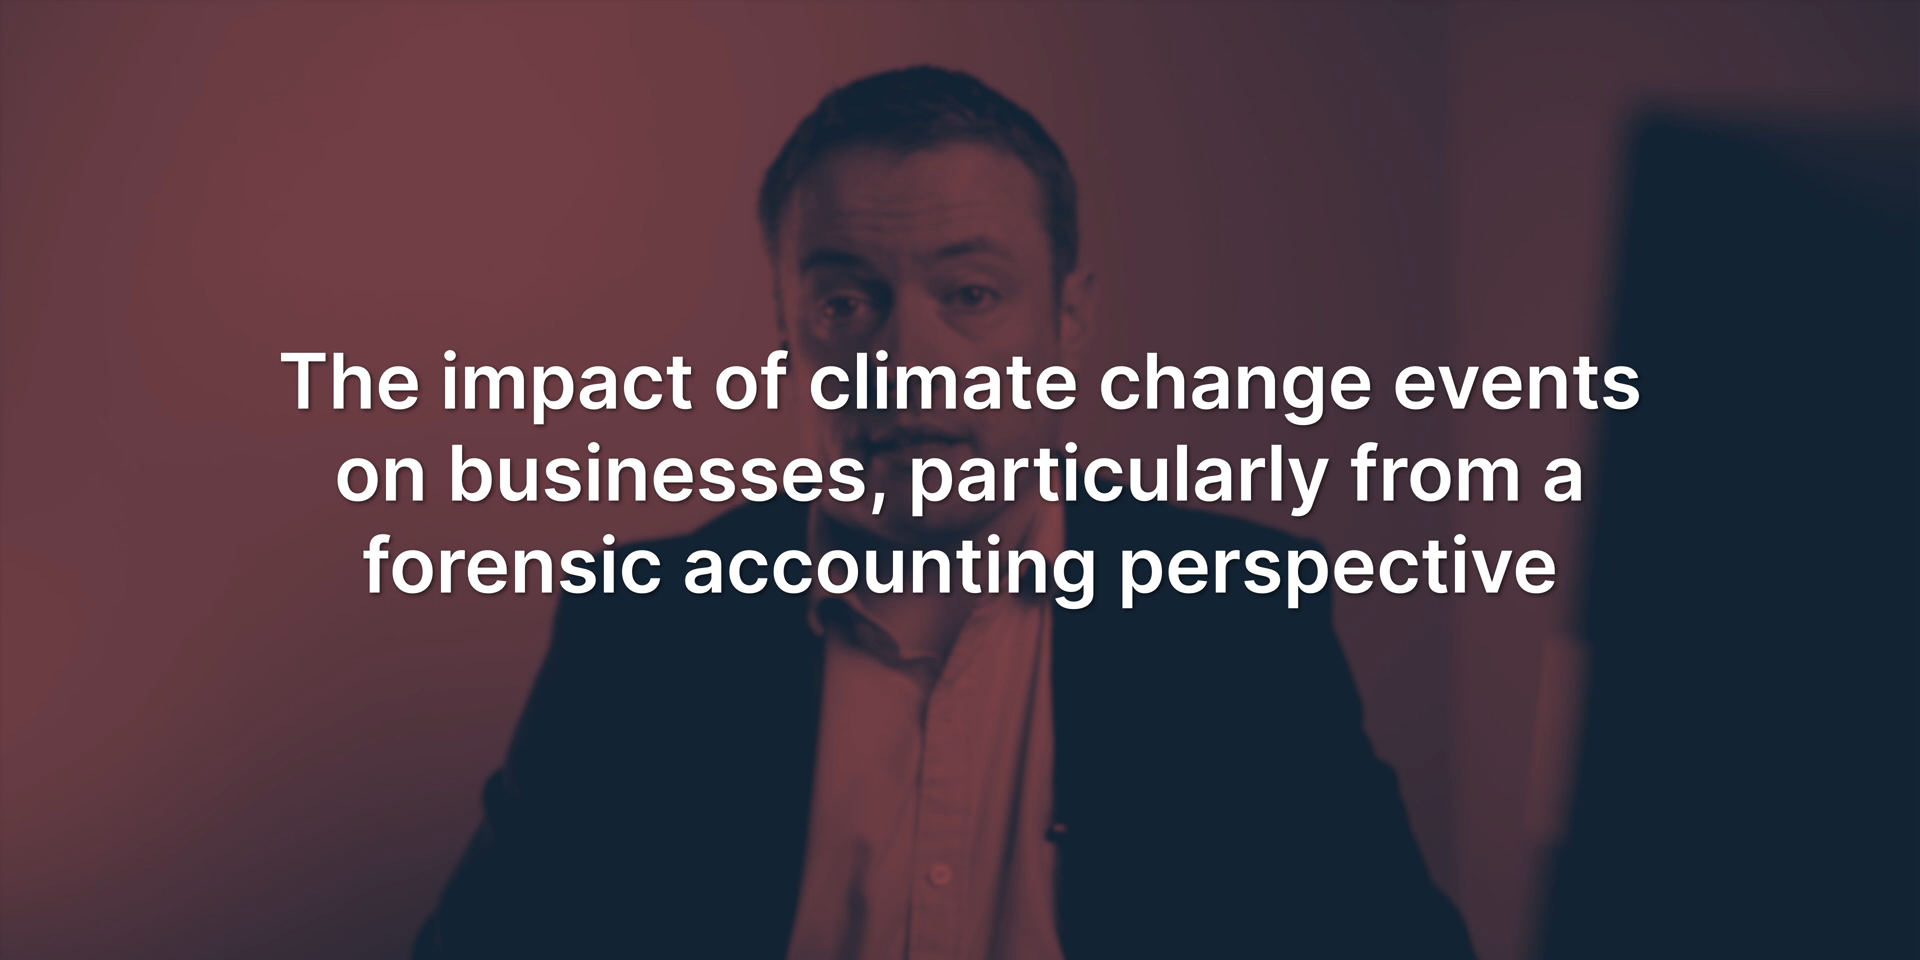 The impact of climate change events
on businesses, particularly from a
forensic accounting perspective